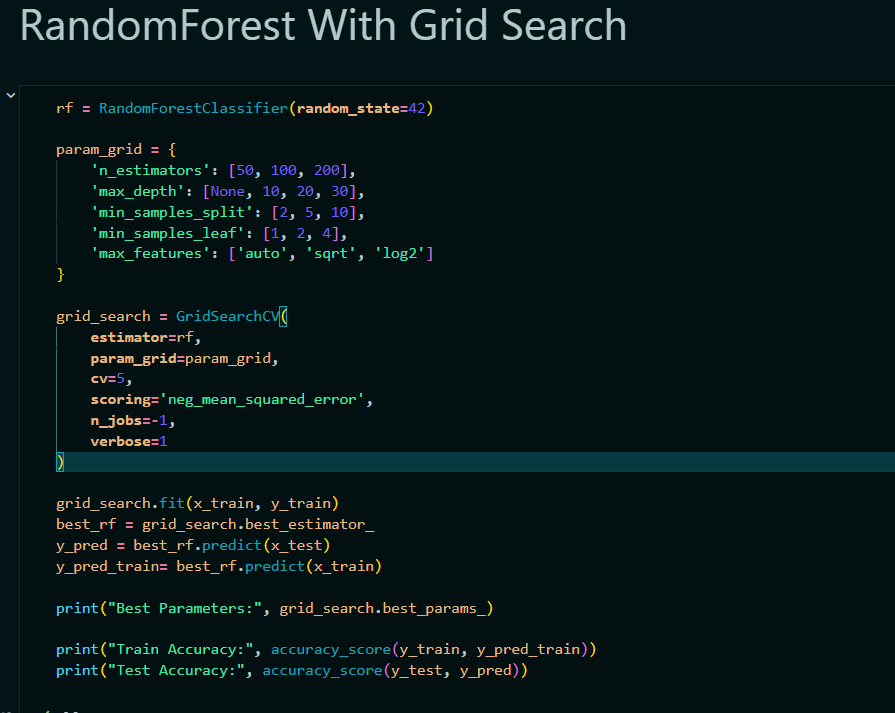 RandomForest With Grid Search
rf = RandomForestClassifier(random_state=42)
param_grid = {
    'n_estimators': [50, 100, 200],
    'max_depth': [None, 10, 20, 30],
    'min_samples_split': [2, 5, 10],
    'min_samples_leaf': [1, 2, 4],
    'max_features': ['auto', 'sqrt', 'log2']
}
grid_search = GridSearchCV(
    estimator=rf,
    param_grid=param_grid,
    cv=5,
    scoring='neg_mean_squared_error',
    n_jobs=-1,
    verbose=1
)
grid_search.fit(x_train, y_train)
best_rf = grid_search.best_estimator_
y_pred = best_rf.predict(x_test)
y_pred_train= best_rf.predict(x_train)
print("Best Parameters:", grid_search.best_params_)
print("Train Accuracy:", accuracy_score(y_train, y_pred_train))
print("Test Accuracy:", accuracy_score(y_test, y_pred))